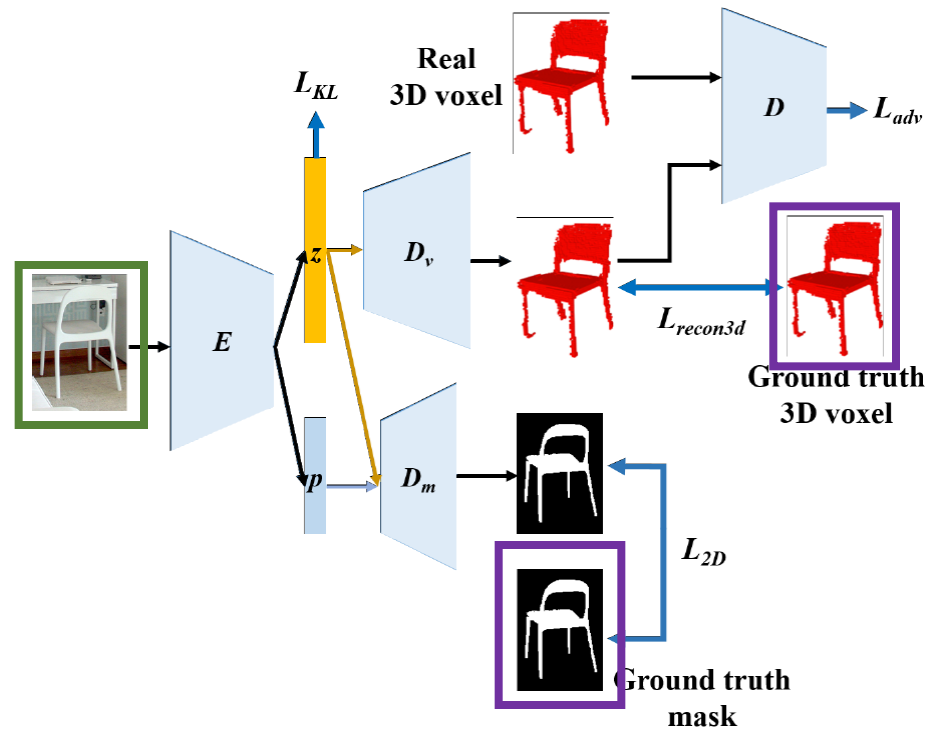 Real
3D voxel
L_KL
D
L_adv
z
D_v
E
L_recon3d
Ground truth
3D voxel
p
D_m
L_2D
Ground truth
mask